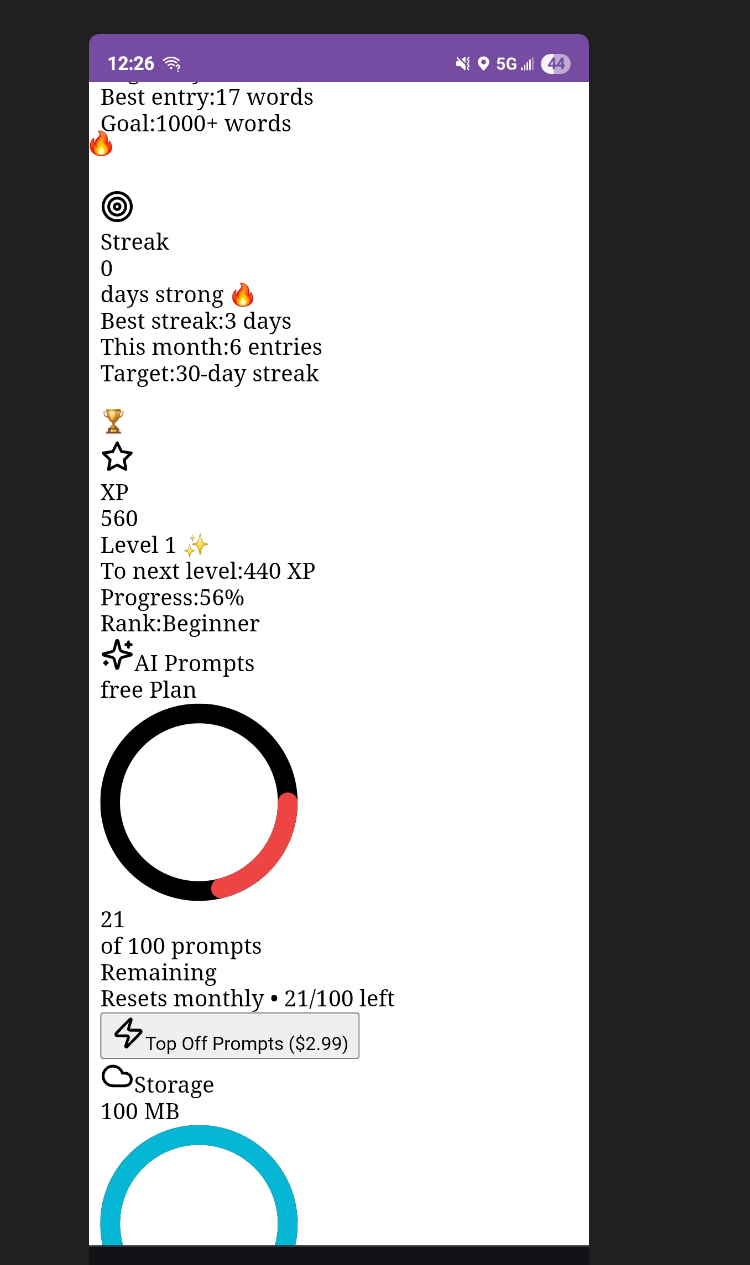 12:26
5G
44
Best entry:17 words
Goal:1000+ words
🔥
Streak
0
days strong 🔥
Best streak:3 days
This month:6 entries
Target:30-day streak
🏆
XP
560
Level 1 ✨
To next level:440 XP
Progress:56%
Rank:Beginner
AI Prompts
free Plan
21
of 100 prompts
Remaining
Resets monthly • 21/100 left
Top Off Prompts ($2.99)
Storage
100 MB